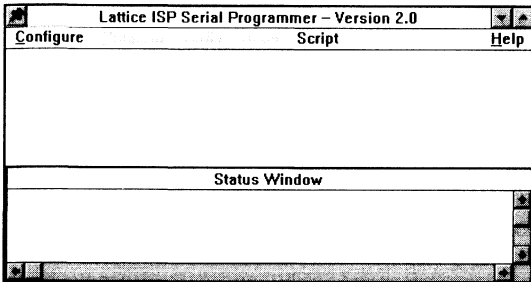 Lattice ISP Serial Programmer – Version 2.0
Configure Script Help
Status Window